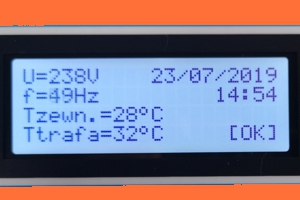 U=238V 23/07/2019
f=49Hz 14:54
Tzewn.=28°C
Ttrafa=32°C [OK]